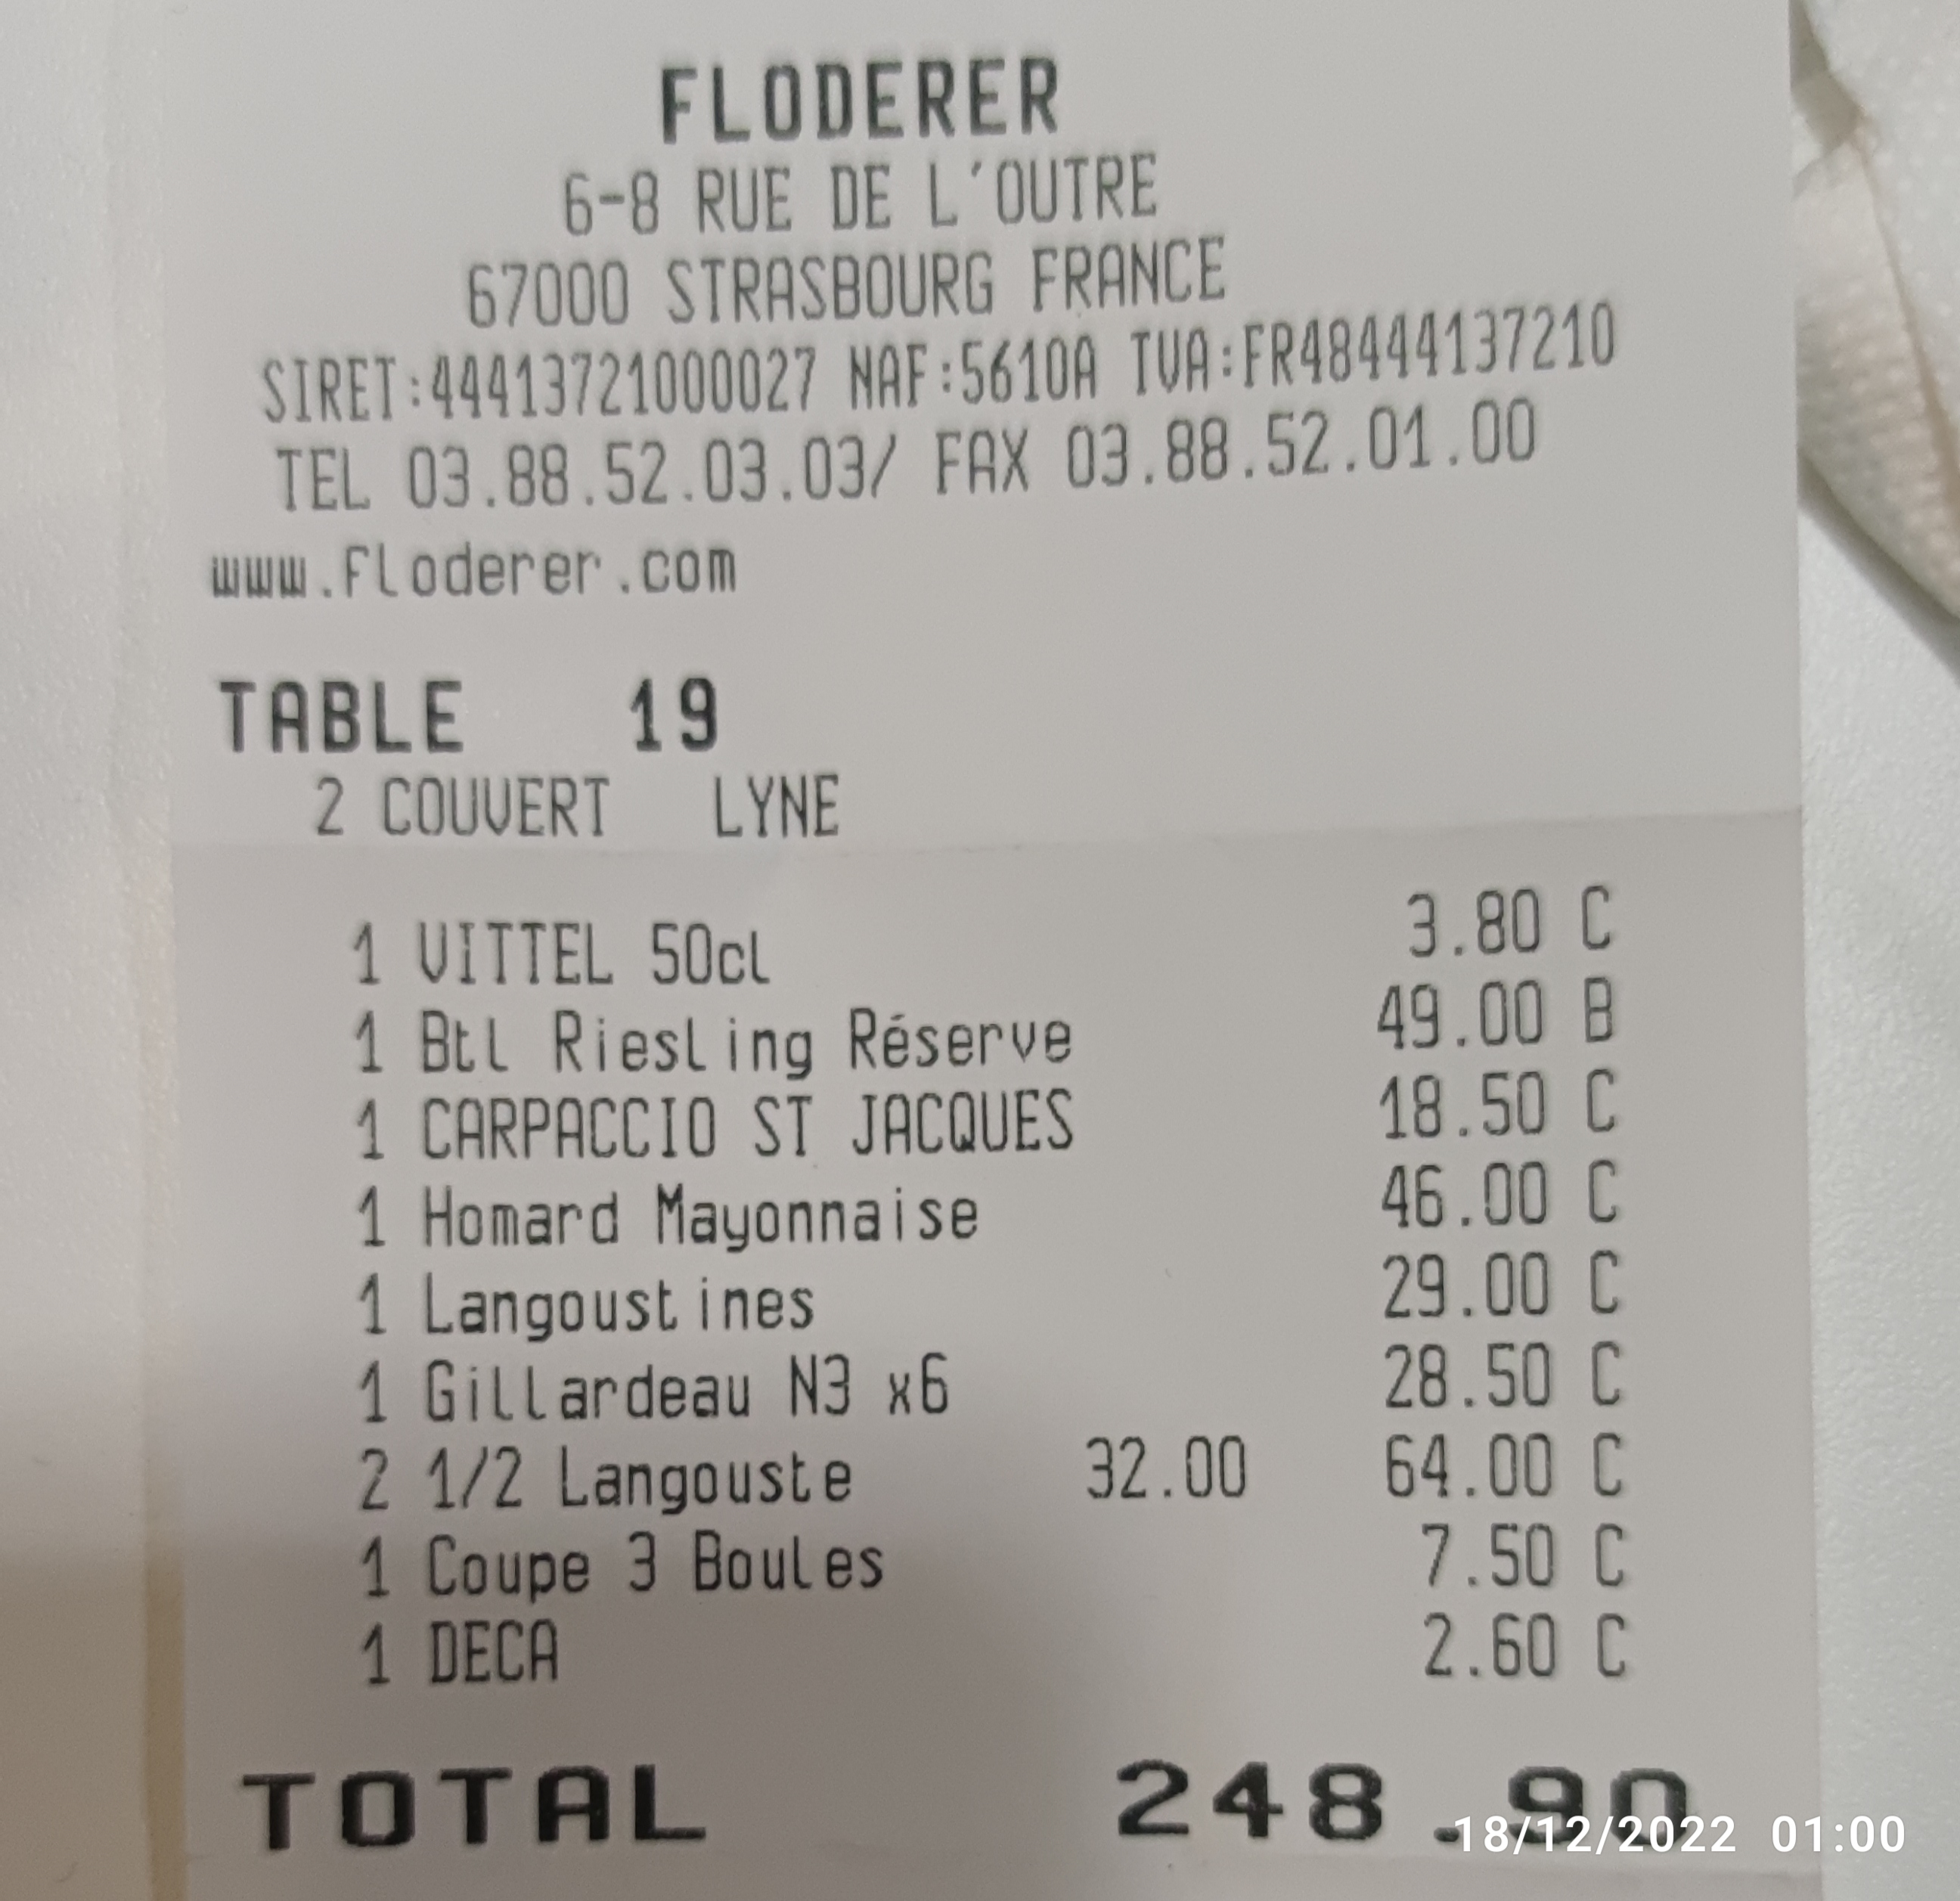 FLODERER
6-8 RUE DE L'OUTRE
67000 STRASBOURG FRANCE
SIRET:44413721000027 NAF:5610A TVA:FR48444137210
TEL 03.88.52.03.03/ FAX 03.88.52.01.00
www.Floderer.com
TABLE 19
2 COUVERT LYNE
1 VITTEL 50cl 3.80 C
1 Btl Riesling Réserve 49.00 B
1 CARPACCIO ST JACQUES 18.50 C
1 Homard Mayonnaise 46.00 C
1 Langoustines 29.00 C
1 Gillardeau N3 x6 28.50 C
2 1/2 Langouste 32.00 64.00 C
1 Coupe 3 Boules 7.50 C
1 DECA 2.60 C
TOTAL 248.90
18/12/2022 01:00